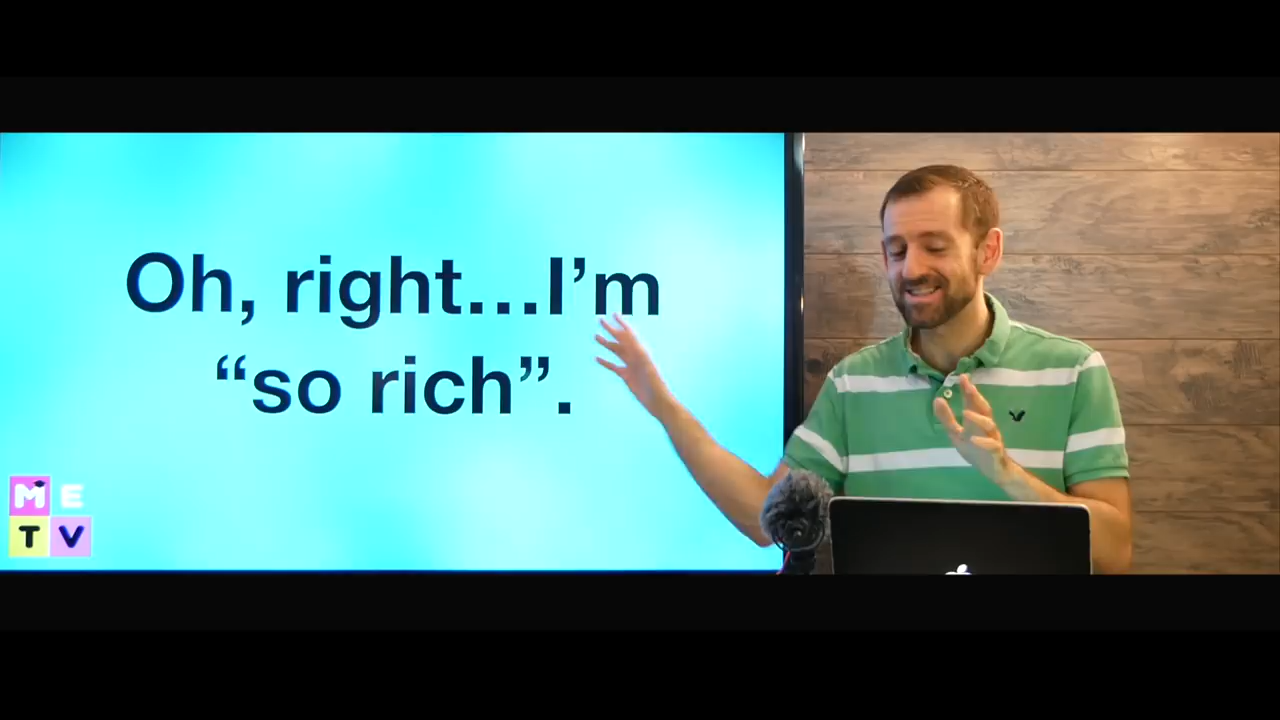 Oh, right...I’m
“so rich”.
M E
T V